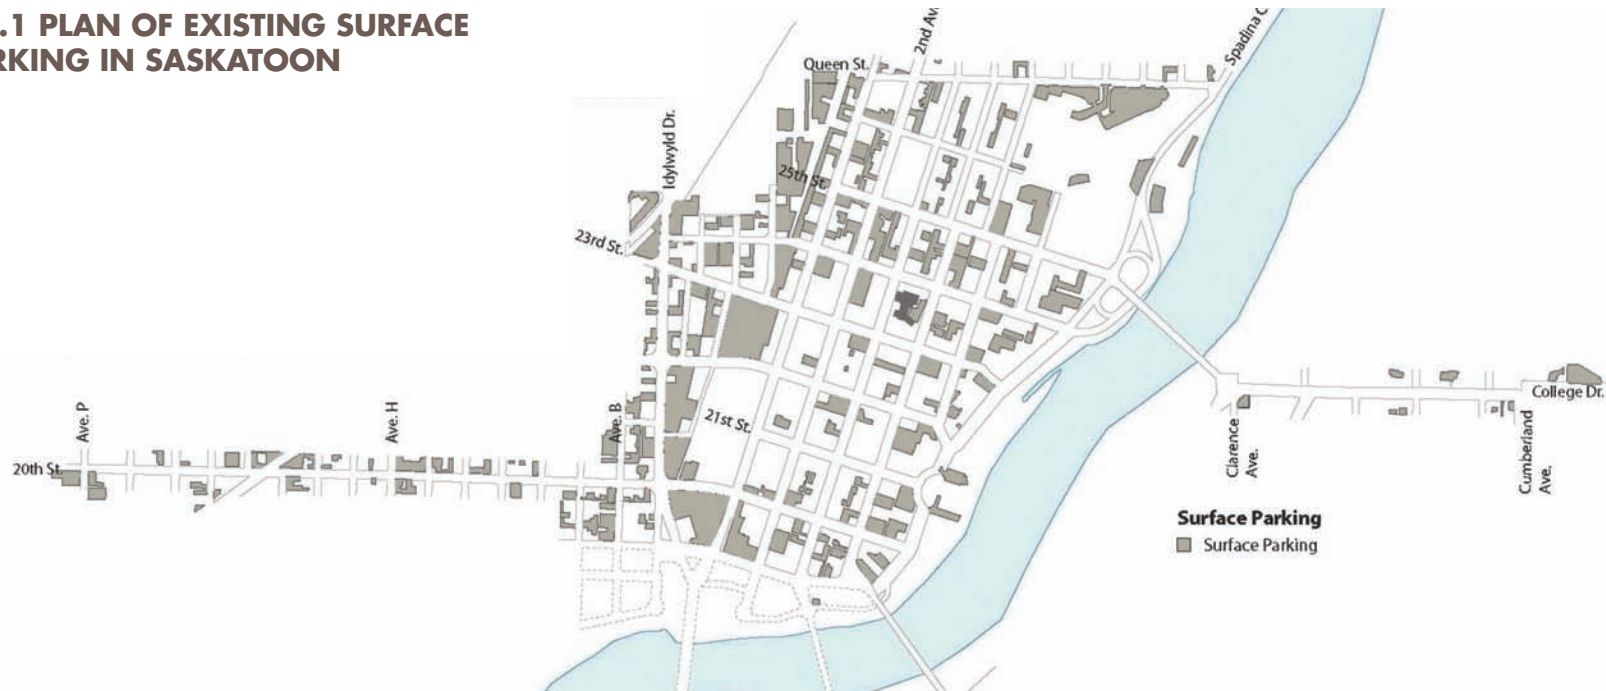 .1 PLAN OF EXISTING SURFACE
RKING IN SASKATOON
Queen St.
2nd Av
Spadina C
Idylwyld Dr.
25th St.
23rd St.
Ave. P
Ave. H
Ave. B
21st St.
20th St.
College Dr.
Clarence
Ave.
Cumberland
Ave.
Surface Parking
Surface Parking